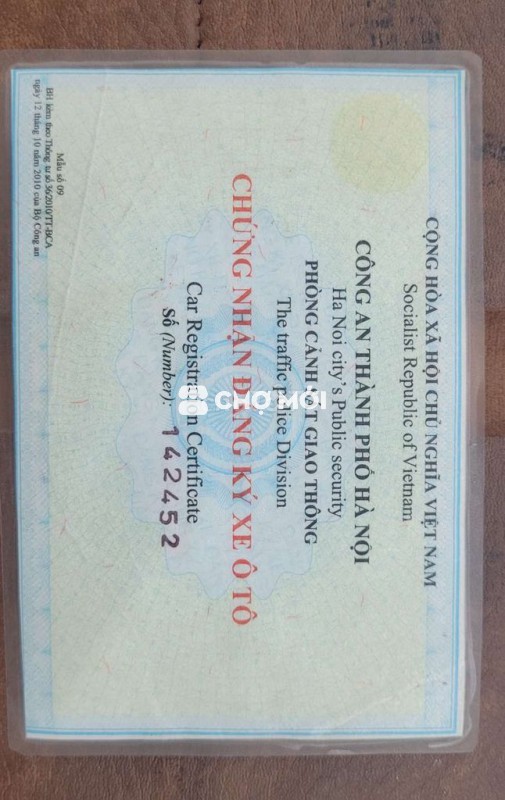 CỘNG HÒA XÃ HỘI CHỦ NGHĨA VIỆT NAM
Socialist Republic of Vietnam
CÔNG AN THÀNH PHỐ HÀ NỘI
Ha Noi city's Public security
PHÒNG CẢNH SÁT GIAO THÔNG
The traffic police Division
CHỨNG NHẬN ĐĂNG KÝ XE Ô TÔ
Car Registration Certificate
Số (Number): 142452
Mẫu số 09
BH kèm theo Thông tư số 36/2010/TT-BCA
ngày 12 tháng 10 năm 2010 của Bộ Công an
CHỢ MỚI